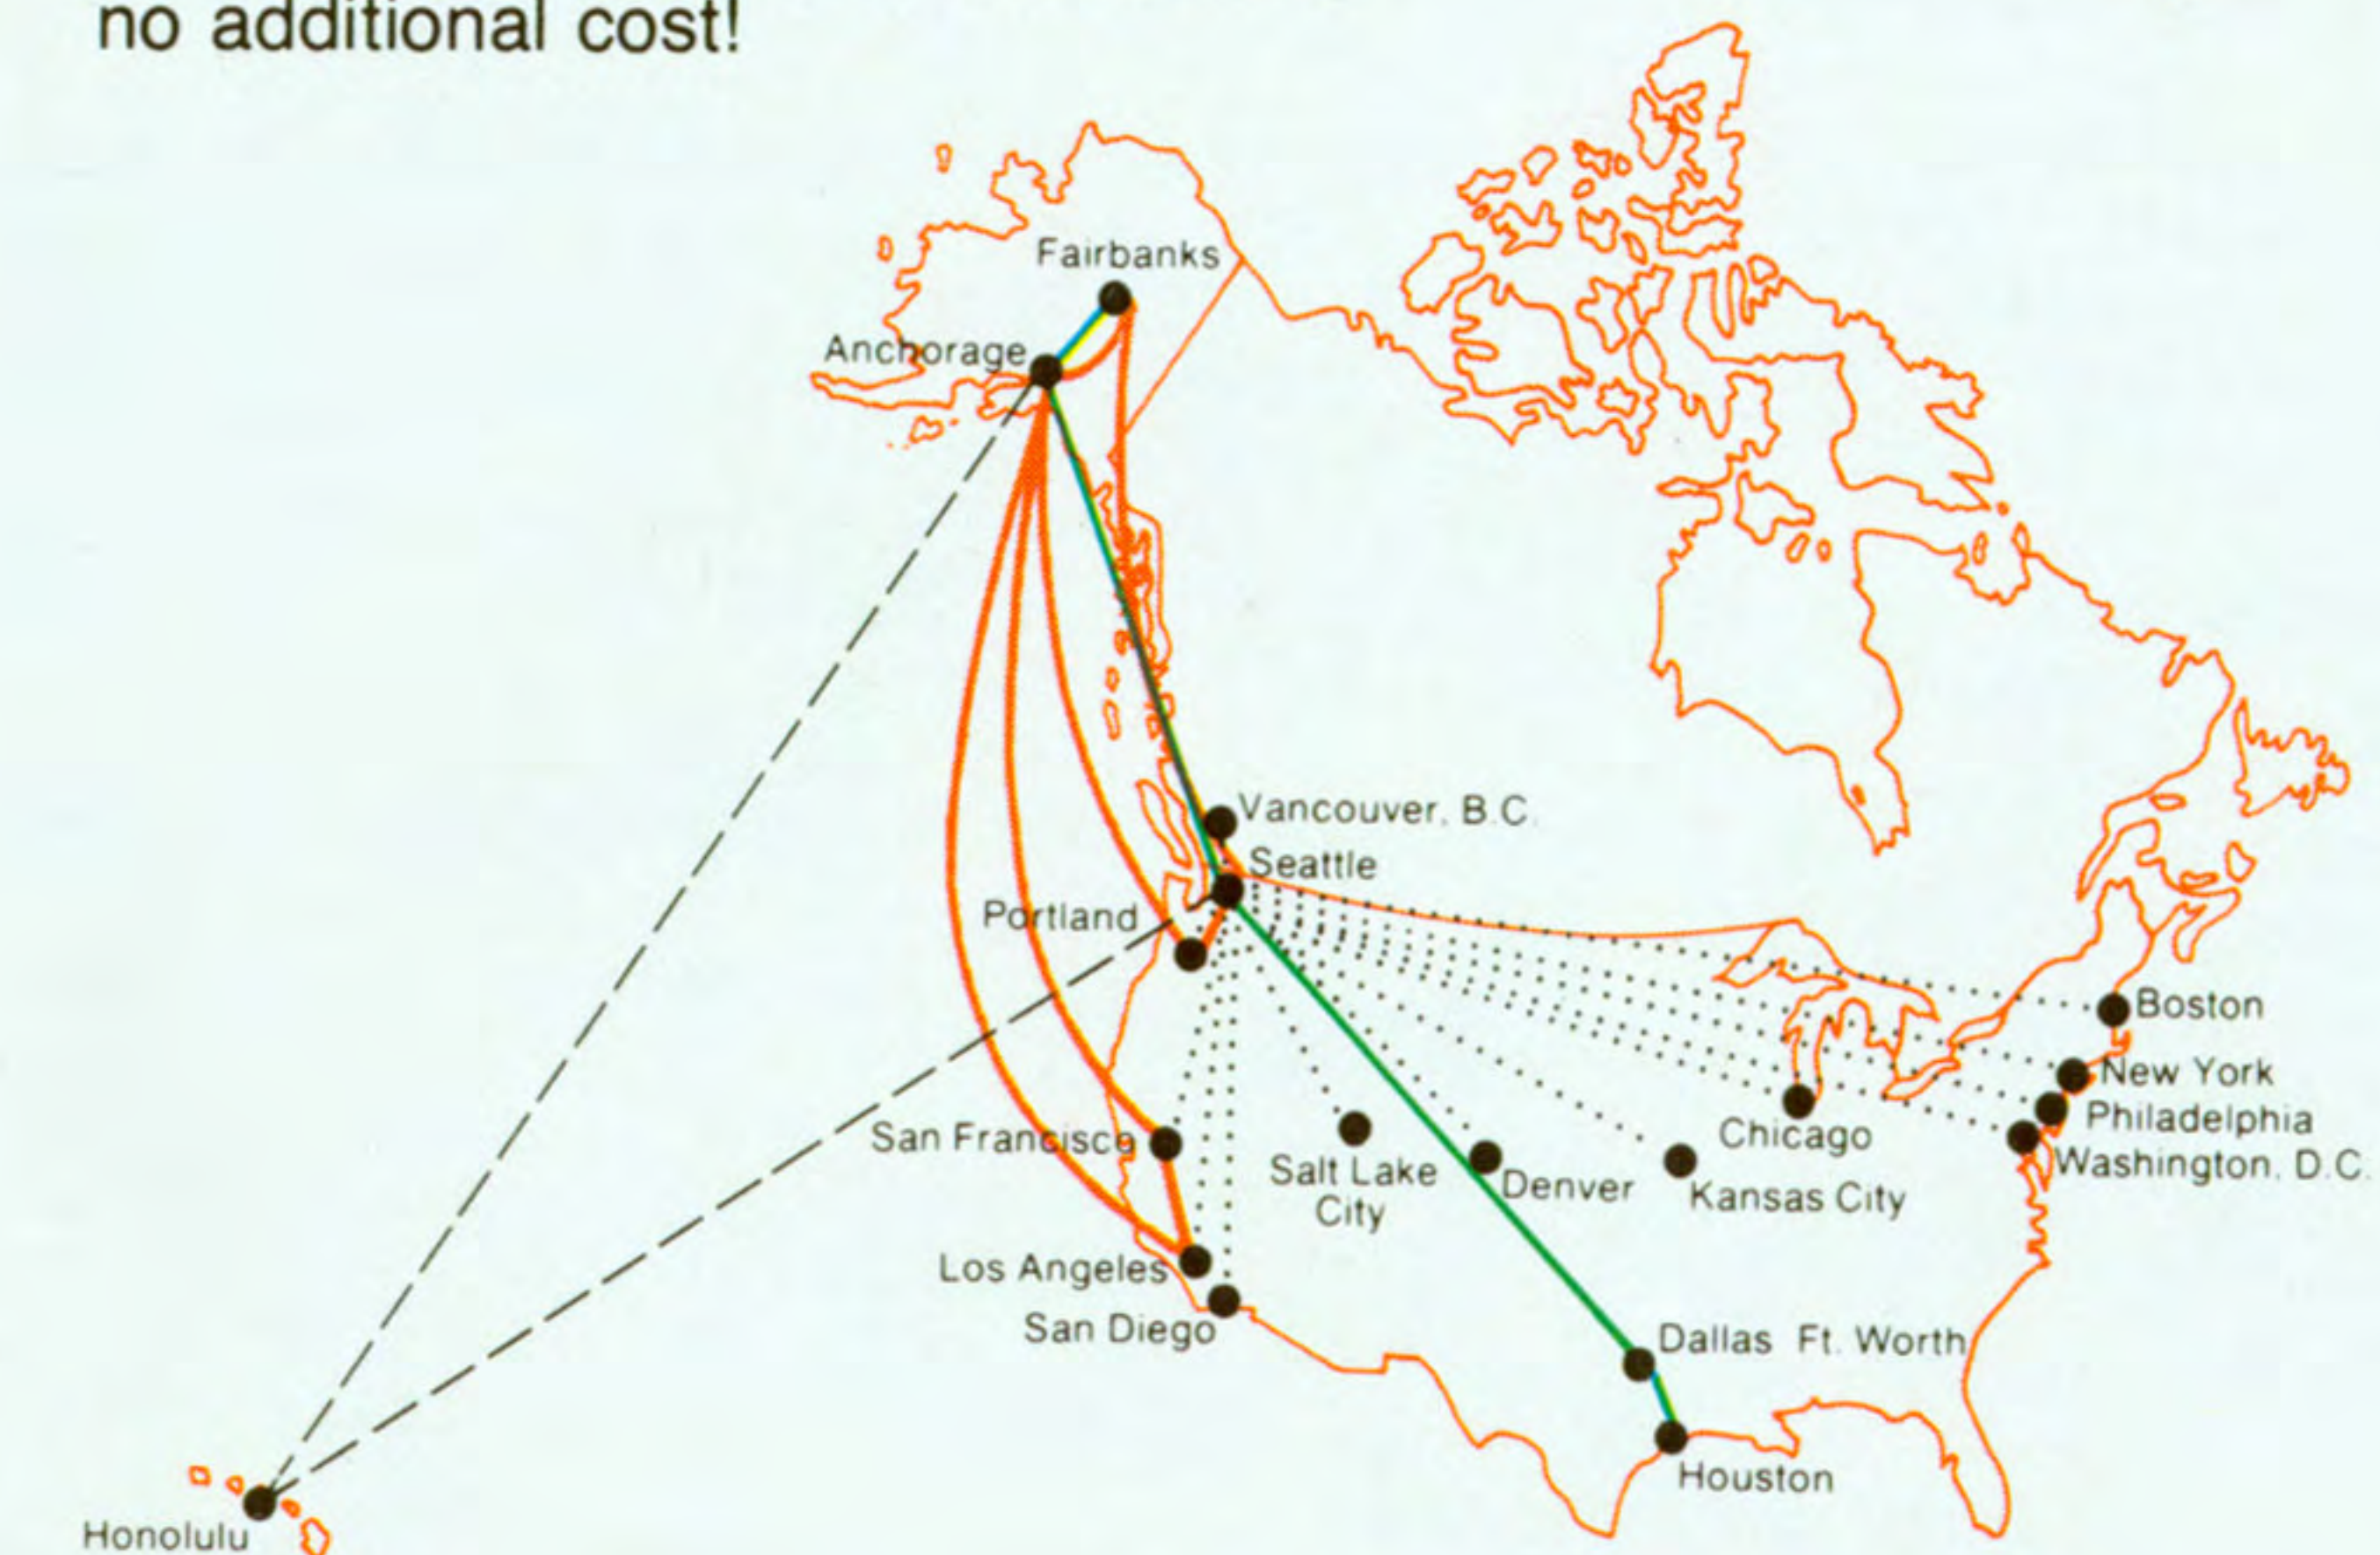 no additional cost!
Fairbanks
Anchorage
Vancouver, B.C.
Seattle
Portland
Boston
New York
Philadelphia
Washington, D.C.
Chicago
San Francisco
Salt Lake
City
Denver
Kansas City
Los Angeles
San Diego
Dallas Ft. Worth
Houston
Honolulu